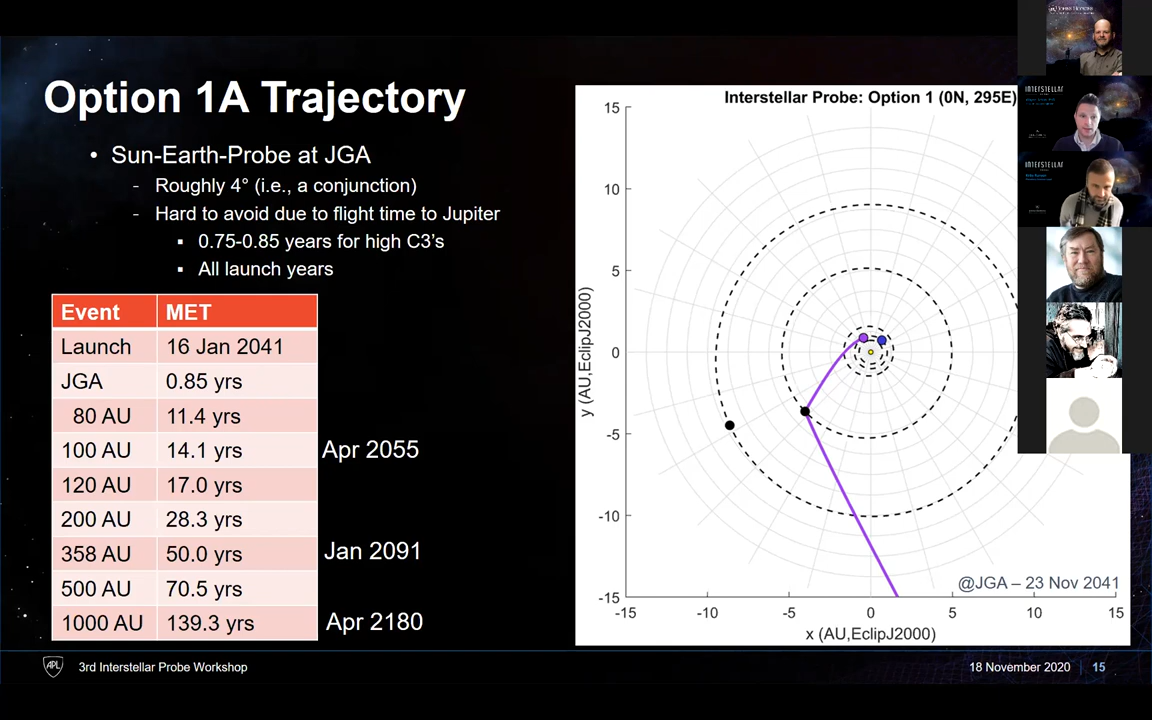 Option 1A Trajectory
• Sun-Earth-Probe at JGA
- Roughly 4° (i.e., a conjunction)
- Hard to avoid due to flight time to Jupiter
▪ 0.75-0.85 years for high C3's
▪ All launch years
Event MET
Launch 16 Jan 2041
JGA 0.85 yrs
80 AU 11.4 yrs
100 AU 14.1 yrs Apr 2055
120 AU 17.0 yrs
200 AU 28.3 yrs
358 AU 50.0 yrs Jan 2091
500 AU 70.5 yrs
1000 AU 139.3 yrs Apr 2180
Interstellar Probe: Option 1 (0N, 295E)
15
10
5
0
-5
-10
-15
y (AU,EclipJ2000)
-15 -10 -5 0 5 10 15
x (AU,EclipJ2000)
@JGA – 23 Nov 2041
INTERSTELLAR
INTERSTELLAR
APL
3rd Interstellar Probe Workshop
18 November 2020 | 15